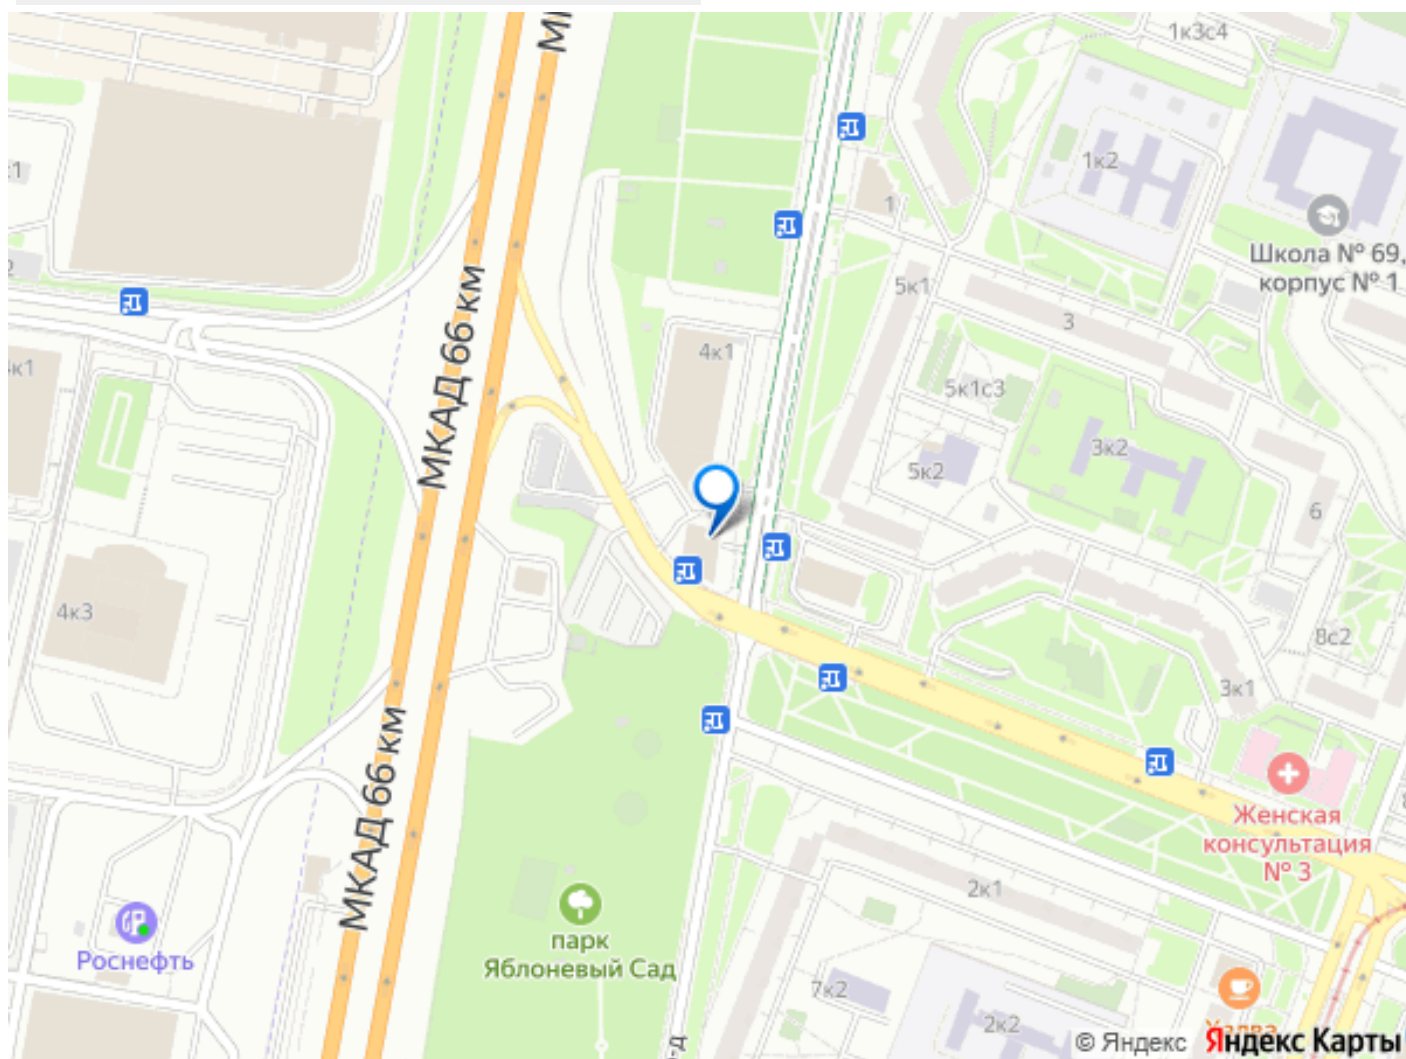 1к3с4
1к2
1
Школа № 69,
корпус № 1
5к1
МКАД 66 км
3
4к1
5к1с3
3к2
5к2
6
4к3
8с2
3к1
МКАД 66 км
Женская
консультация
№ 3
2к1
парк
Яблоневый Сад
Роснефть
7к2
2к2
© Яндекс
Яндекс Карты